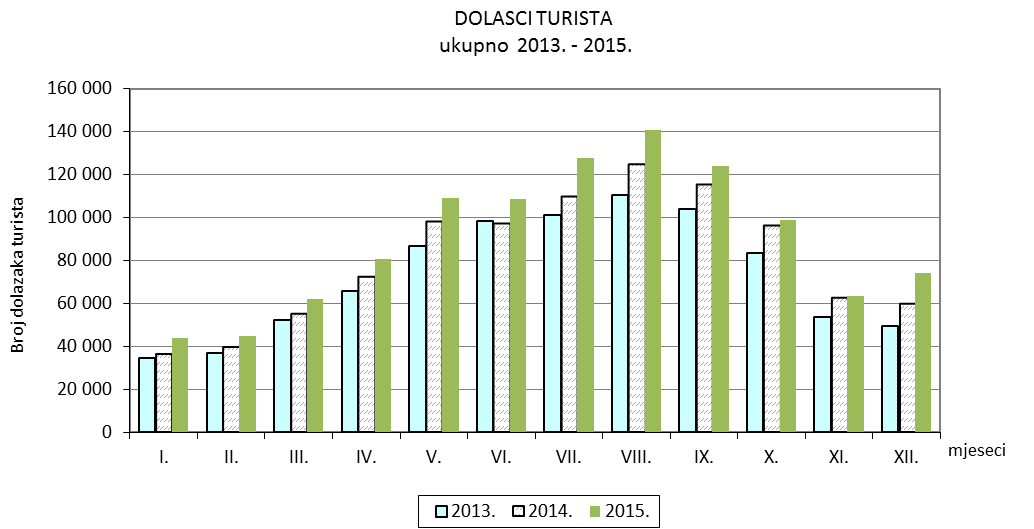 DOLASCI TURISTA
ukupno 2013. - 2015.
Broj dolazaka turista
160 000
140 000
120 000
100 000
80 000
60 000
40 000
20 000
0
I. II. III. IV. V. VI. VII. VIII. IX. X. XI. XII. mjeseci
2013. 2014. 2015.